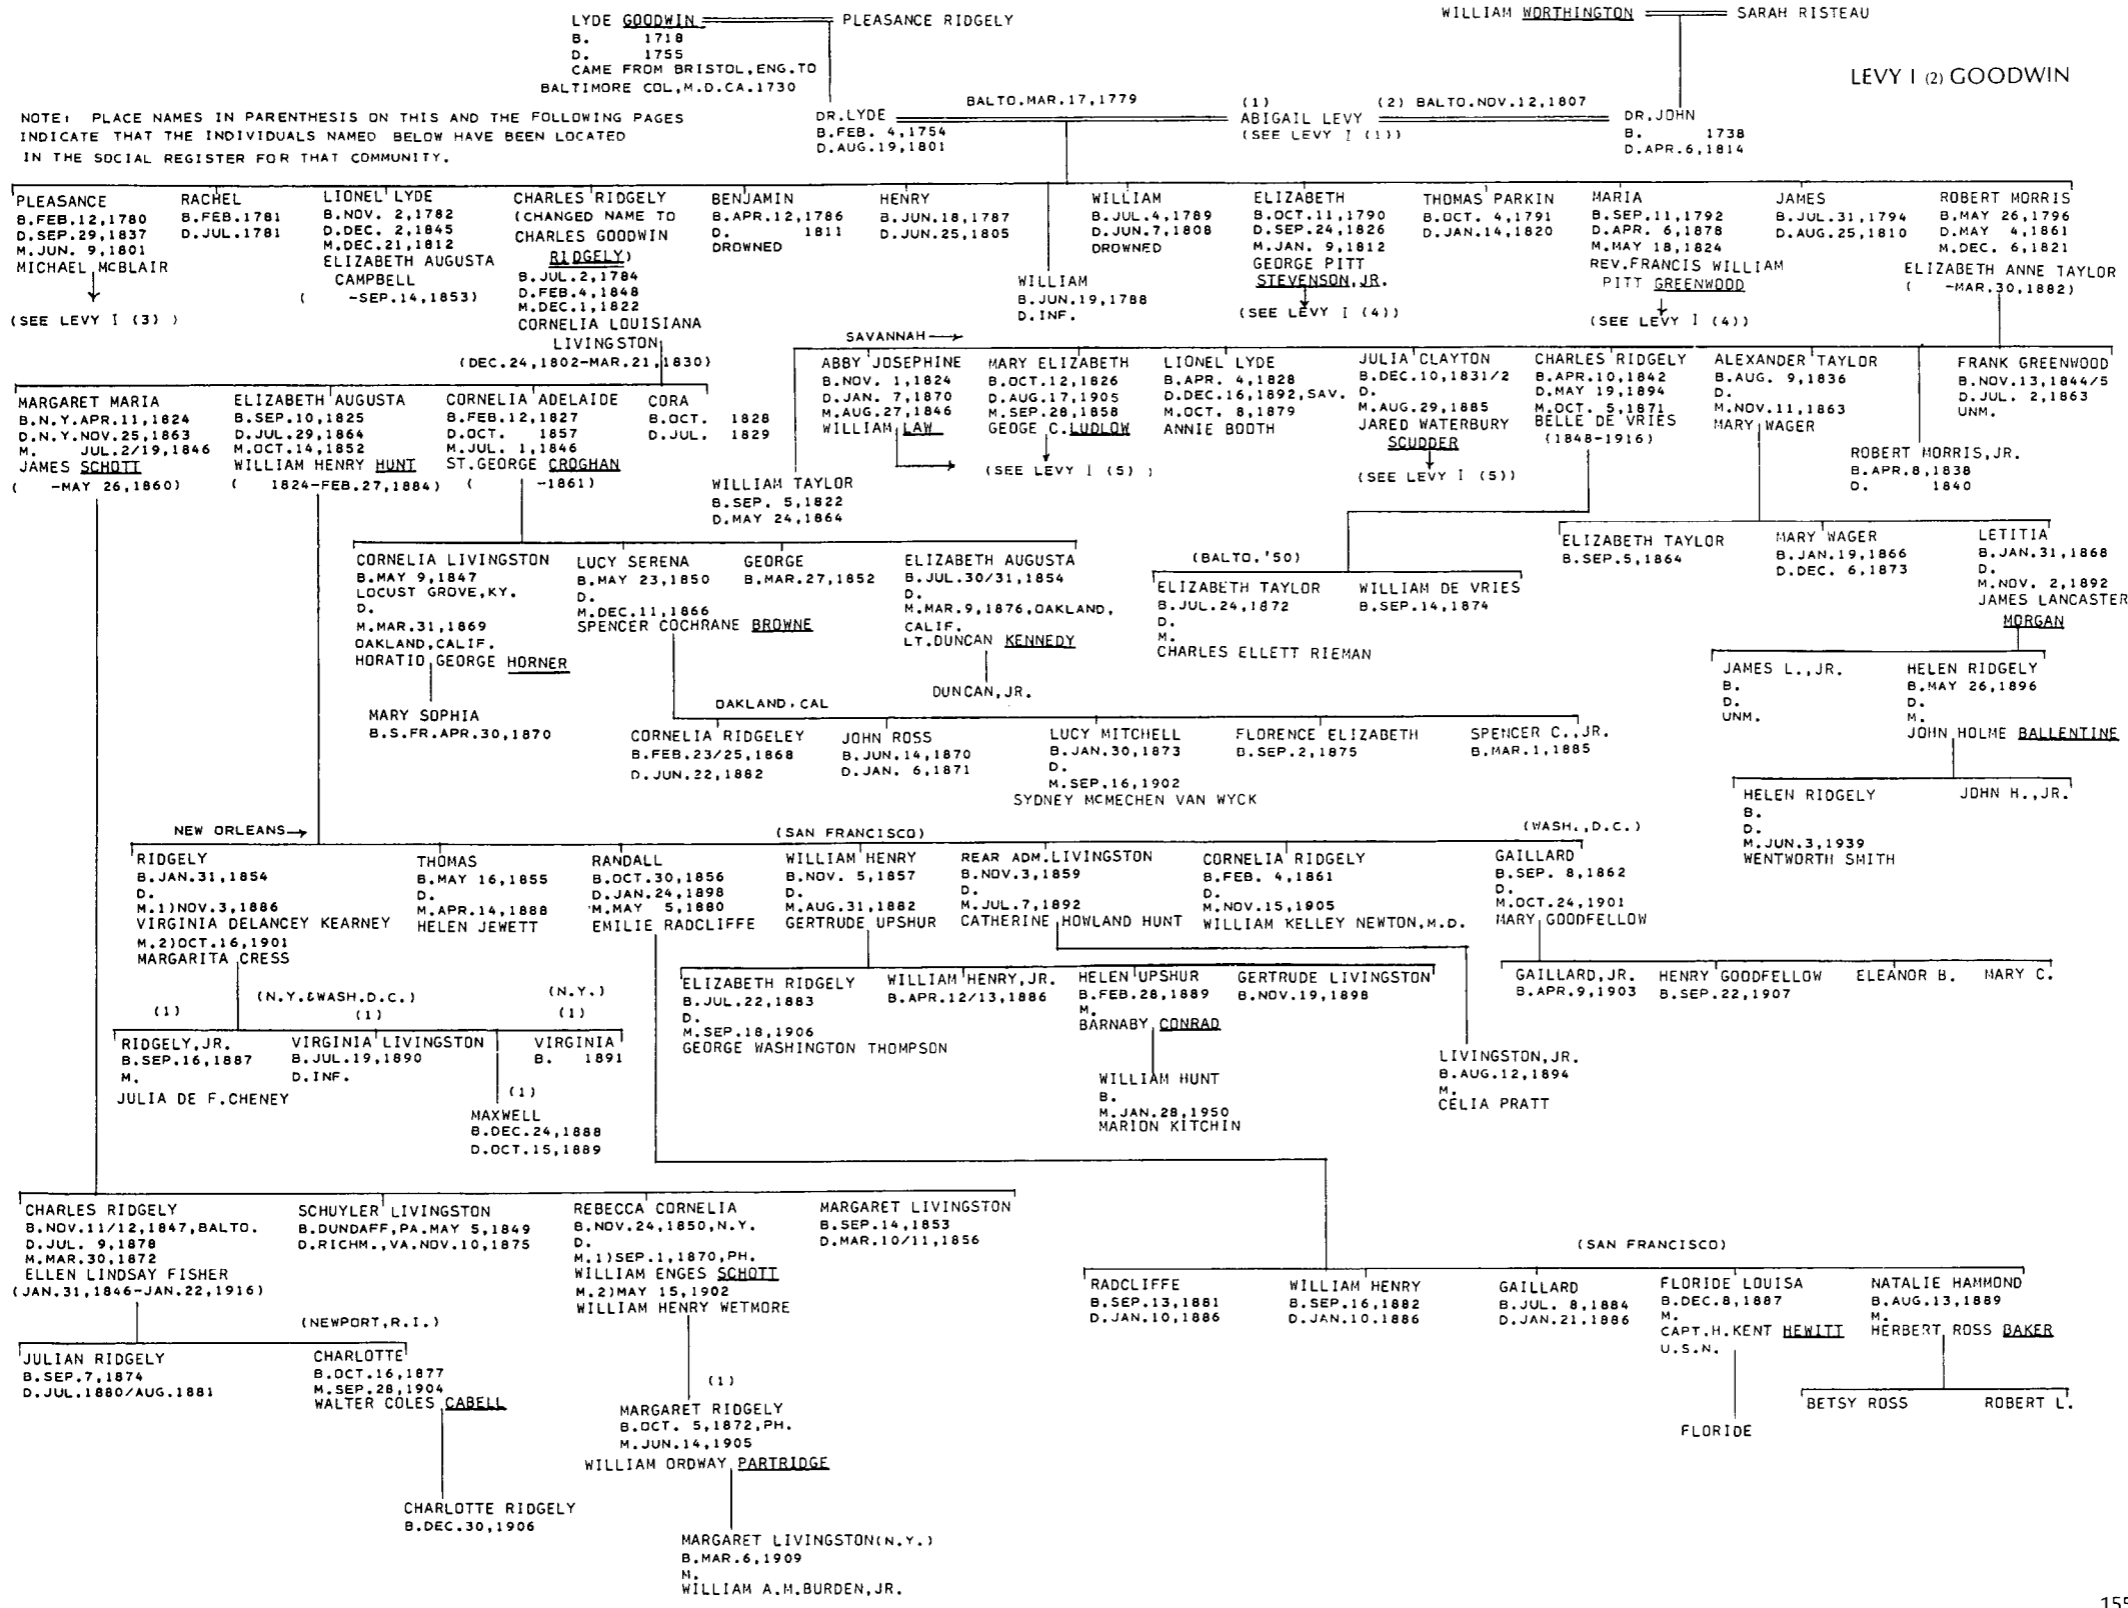 LYDE GOODWIN
B. 1718
D. 1755
CAME FROM BRISTOL,ENG.TO
BALTIMORE COL,M.D.CA.1730
PLEASANCE RIDGELY
WILLIAM WORTHINGTON
SARAH RISTEAU
LEVY I (2) GOODWIN
NOTE: PLACE NAMES IN PARENTHESIS ON THIS AND THE FOLLOWING PAGES
INDICATE THAT THE INDIVIDUALS NAMED BELOW HAVE BEEN LOCATED
IN THE SOCIAL REGISTER FOR THAT COMMUNITY.
DR.LYDE
B.FEB. 4,1754
D.AUG.19,1801
BALTO.MAR.17,1779
(1)
ABIGAIL LEVY
(SEE LEVY I (1))
(2) BALTO.NOV.12,1807
DR.JOHN
B. 1738
D.APR.6,1814
PLEASANCE
B.FEB.12,1780
D.SEP.29,1837
M.JUN. 9,1801
MICHAEL MCBLAIR
(SEE LEVY I (3) )
RACHEL
B.FEB.1781
D.JUL.1781
LIONEL LYDE
B.NOV. 2,1782
D.DEC. 2,1845
M.DEC.21,1812
ELIZABETH AUGUSTA
CAMPBELL
( -SEP.14,1853)
CHARLES RIDGELY
(CHANGED NAME TO
CHARLES GOODWIN
RIDGELY)
B.JUL.2,1784
D.FEB.4,1848
M.DEC.1,1822
CORNELIA LOUISIANA
LIVINGSTON
(DEC.24,1802-MAR.21,1830)
BENJAMIN
B.APR.12,1786
D. 1811
DROWNED
HENRY
B.JUN.18,1787
D.JUN.25,1805
WILLIAM
B.JUN.19,1788
D.INF.
WILLIAM
B.JUL.4,1789
D.JUN.7,1808
DROWNED
ELIZABETH
B.OCT.11,1790
D.SEP.24,1826
M.JAN. 9,1812
GEORGE PITT
STEVENSON,JR.
(SEE LEVY I (4))
THOMAS PARKIN
B.OCT. 4,1791
D.JAN.14,1820
MARIA
B.SEP.11,1792
D.APR. 6,1878
M.MAY 18,1824
REV.FRANCIS WILLIAM
PITT GREENWOOD
(SEE LEVY I (4))
JAMES
B.JUL.31,1794
D.AUG.25,1810
ROBERT MORRIS
B.MAY 26,1796
D.MAY 4,1861
M.DEC. 6,1821
ELIZABETH ANNE TAYLOR
( -MAR.30,1882)
MARGARET MARIA
B.N.Y.APR.11,1824
D.N.Y.NOV.25,1863
M. JUL.2/19,1846
JAMES SCHOTT
( -MAY 26,1860)
ELIZABETH AUGUSTA
B.SEP.10,1825
D.JUL.29,1864
M.OCT.14,1852
WILLIAM HENRY HUNT
( 1824-FEB.27,1884)
CORNELIA ADELAIDE
B.FEB.12,1827
D.OCT. 1857
M.JUL. 1,1846
ST.GEORGE CROGHAN
( -1861)
CORA
B.OCT. 1828
D.JUL. 1829
SAVANNAH
WILLIAM TAYLOR
B.SEP. 5,1822
D.MAY 24,1864
ABBY JOSEPHINE
B.NOV. 1,1824
D.JAN. 7,1870
M.AUG.27,1846
WILLIAM LAW
MARY ELIZABETH
B.OCT.12,1826
D.AUG.17,1905
M.SEP.28,1858
GEOGE C.LUDLOW
(SEE LEVY I (5) )
LIONEL LYDE
B.APR. 4,1828
D.DEC.16,1892,SAV.
M.OCT. 8,1879
ANNIE BOOTH
JULIA CLAYTON
B.DEC.10,1831/2
D.
M.AUG.29,1885
JARED WATERBURY
SCUDDER
(SEE LEVY I (5))
CHARLES RIDGELY
B.APR.10,1842
D.MAY 19,1894
M.OCT. 5,1871
BELLE DE VRIES
(1848-1916)
ALEXANDER TAYLOR
B.AUG. 9,1836
D.
M.NOV.11,1863
MARY WAGER
ROBERT MORRIS,JR.
B.APR.8,1838
D. 1840
FRANK GREENWOOD
B.NOV.13,1844/5
D.JUL. 2,1863
UNM.
CORNELIA LIVINGSTON
B.MAY 9,1847
LOCUST GROVE,KY.
D.
M.MAR.31,1869
OAKLAND,CALIF.
HORATIO GEORGE HORNER
MARY SOPHIA
B.S.FR.APR.30,1870
LUCY SERENA
B.MAY 23,1850
D.
M.DEC.11,1866
SPENCER COCHRANE BROWNE
GEORGE
B.MAR.27,1852
ELIZABETH AUGUSTA
B.JUL.30/31,1854
D.
M.MAR.9,1876,OAKLAND,
CALIF.
LT.DUNCAN KENNEDY
DUNCAN,JR.
(BALTO,'50)
ELIZABETH TAYLOR
B.JUL.24,1872
D.
M.
CHARLES ELLETT RIEMAN
WILLIAM DE VRIES
B.SEP.14,1874
ELIZABETH TAYLOR
B.SEP.5,1864
MARY WAGER
B.JAN.19,1866
D.DEC. 6,1873
LETITIA
B.JAN.31,1868
D.
M.NOV. 2,1892
JAMES LANCASTER
MORGAN
JAMES L.,JR.
B.
D.
UNM.
HELEN RIDGELY
B.MAY 26,1896
D.
M.
JOHN HOLME BALLENTINE
HELEN RIDGELY
B.
D.
M.JUN.3,1939
WENTWORTH SMITH
JOHN H.,JR.
OAKLAND,CAL
CORNELIA RIDGELEY
B.FEB.23/25,1868
D.JUN.22,1882
JOHN ROSS
B.JUN.14,1870
D.JAN. 6,1871
LUCY MITCHELL
B.JAN.30,1873
D.
M.SEP.16,1902
SYDNEY MCMECHEN VAN WYCK
FLORENCE ELIZABETH
B.SEP.2,1875
SPENCER C.,JR.
B.MAR.1,1885
NEW ORLEANS
(SAN FRANCISCO)
(WASH.,D.C.)
RIDGELY
B.JAN.31,1854
D.
M.1)NOV.3,1886
VIRGINIA DELANCEY KEARNEY
M.2)OCT.16,1901
MARGARITA CRESS
THOMAS
B.MAY 16,1855
D.
M.APR.14,1888
HELEN JEWETT
RANDALL
B.OCT.30,1856
D.JAN.24,1898
M.MAY 5,1880
EMILIE RADCLIFFE
WILLIAM HENRY
B.NOV. 5,1857
D.
M.AUG.31,1882
GERTRUDE UPSHUR
REAR ADM.LIVINGSTON
B.NOV.3,1859
D.
M.JUL.7,1892
CATHERINE HOWLAND HUNT
CORNELIA RIDGELY
B.FEB. 4,1861
D.
M.NOV.15,1905
WILLIAM KELLEY NEWTON,M.D.
GAILLARD
B.SEP. 8,1862
D.
M.OCT.24,1901
MARY GOODFELLOW
(1)
(N.Y.&WASH.D.C.)
(1)
(N.Y.)
(1)
RIDGELY,JR.
B.SEP.16,1887
M.
JULIA DE F.CHENEY
VIRGINIA LIVINGSTON
B.JUL.19,1890
D.INF.
VIRGINIA
B. 1891
(1)
MAXWELL
B.DEC.24,1888
D.OCT.15,1889
ELIZABETH RIDGELY
B.JUL.22,1883
D.
M.SEP.18,1906
GEORGE WASHINGTON THOMPSON
WILLIAM HENRY,JR.
B.APR.12/13,1886
HELEN UPSHUR
B.FEB.28,1889
M.
BARNABY CONRAD
GERTRUDE LIVINGSTON
B.NOV.19,1898
WILLIAM HUNT
B.
M.JAN.28,1950
MARION KITCHIN
LIVINGSTON,JR.
B.AUG.12,1894
M.
CELIA PRATT
GAILLARD,JR.
B.APR.9,1903
HENRY GOODFELLOW
B.SEP.22,1907
ELEANOR B.
MARY C.
CHARLES RIDGELY
B.NOV.11/12,1847,BALTO.
D.JUL. 9,1878
M.MAR.30,1872
ELLEN LINDSAY FISHER
(JAN.31,1846-JAN.22,1916)
SCHUYLER LIVINGSTON
B.DUNDAFF,PA.MAY 5,1849
D.RICHM.,VA.NOV.10,1875
REBECCA CORNELIA
B.NOV.24,1850,N.Y.
D.
M.1)SEP.1,1870,PH.
WILLIAM ENGES SCHOTT
M.2)MAY 15,1902
WILLIAM HENRY WETMORE
MARGARET LIVINGSTON
B.SEP.14,1853
D.MAR.10/11,1856
(NEWPORT,R.I.)
JULIAN RIDGELY
B.SEP.7,1874
D.JUL.1880/AUG.1881
CHARLOTTE
B.OCT.16,1877
M.SEP.28,1904
WALTER COLES CABELL
CHARLOTTE RIDGELY
B.DEC.30,1906
(1)
MARGARET RIDGELY
B.OCT. 5,1872,PH.
M.JUN.14,1905
WILLIAM ORDWAY PARTRIDGE
MARGARET LIVINGSTON(N.Y.)
B.MAR.6,1909
M.
WILLIAM A.M.BURDEN,JR.
(SAN FRANCISCO)
RADCLIFFE
B.SEP.13,1881
D.JAN.10,1886
WILLIAM HENRY
B.SEP.16,1882
D.JAN.10.1886
GAILLARD
B.JUL. 8,1884
D.JAN.21.1886
FLORIDE LOUISA
B.DEC.8,1887
M.
CAPT.H.KENT HEWITT
U.S.N.
NATALIE HAMMOND
B.AUG.13,1889
M.
HERBERT ROSS BAKER
FLORIDE
BETSY ROSS
ROBERT L.
155